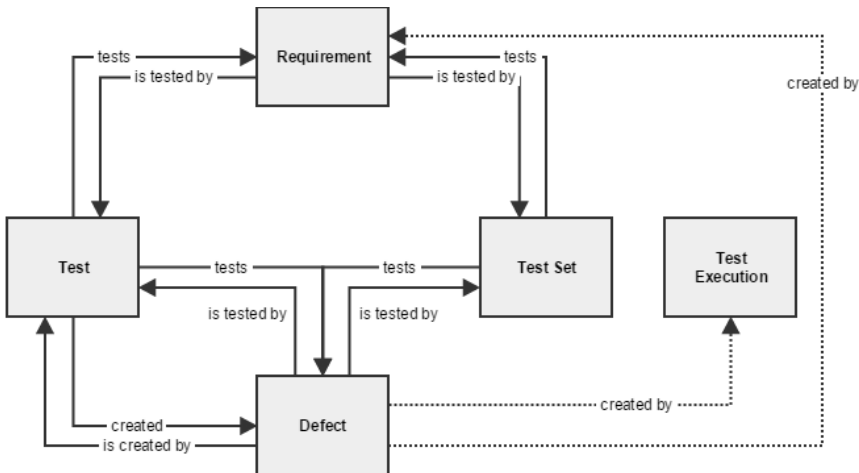 Requirement
tests
tests
is tested by
is tested by
created by
Test
Test Set
Test
Execution
tests
tests
is tested by
is tested by
created by
created
Defect
is created by